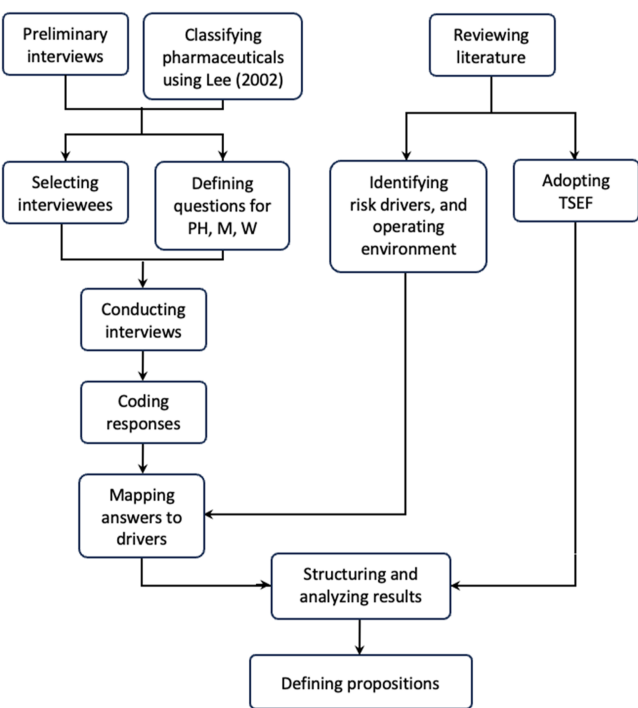 Preliminary
interviews
Classifying
pharmaceuticals
using Lee (2002)
Reviewing
literature
Selecting
interviewees
Defining
questions for
PH, M, W
Identifying
risk drivers, and
operating
environment
Adopting
TSEF
Conducting
interviews
Coding
responses
Mapping
answers to
drivers
Structuring and
analyzing results
Defining propositions